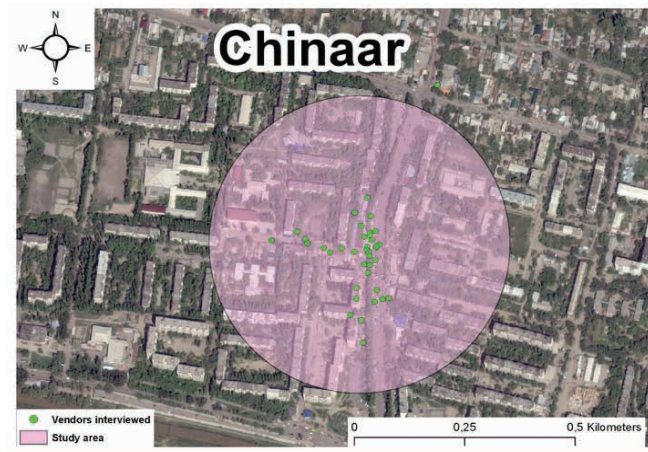 N
W E
S
Chinaar
Vendors interviewed
Study area
0 0,25 0,5 Kilometers